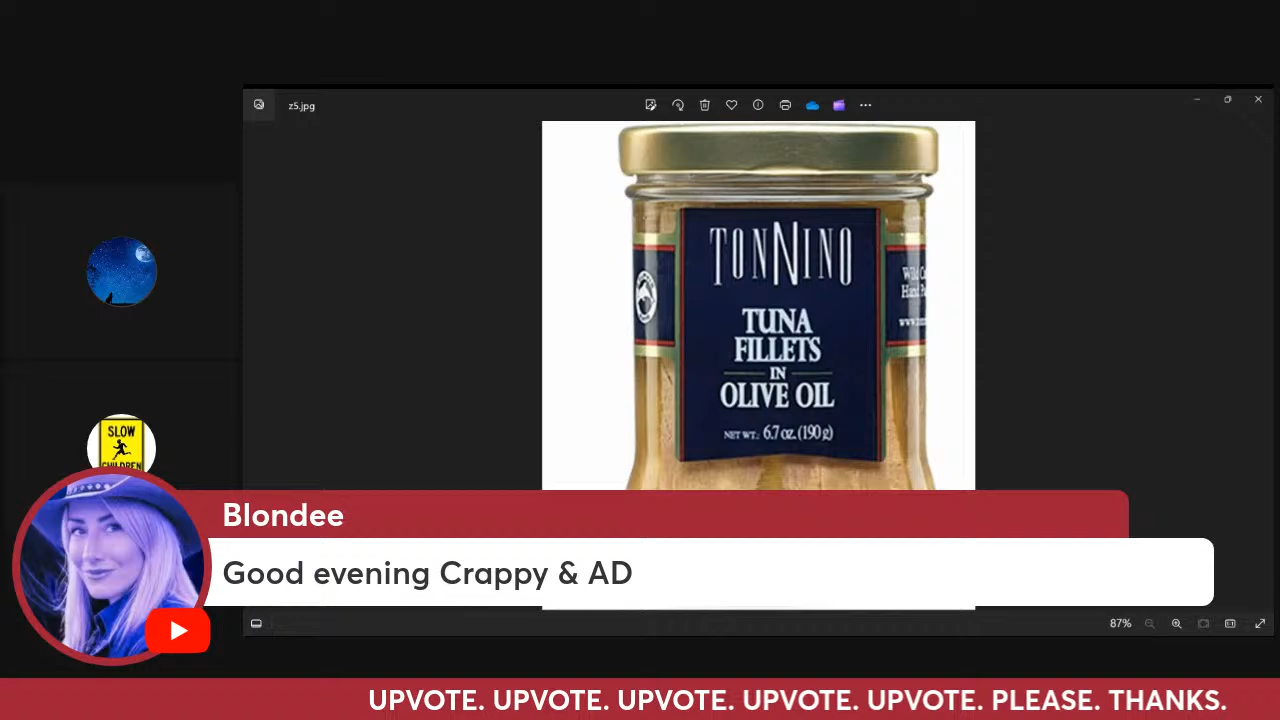 z5.jpg
TONNINO
TUNA
FILLETS
IN
OLIVE OIL
NET WT.: 6.7 oz. (190 g)
SLOW
CHILDREN
Blondee
Good evening Crappy & AD
87%
UPVOTE. UPVOTE. UPVOTE. UPVOTE. UPVOTE. PLEASE. THANKS.